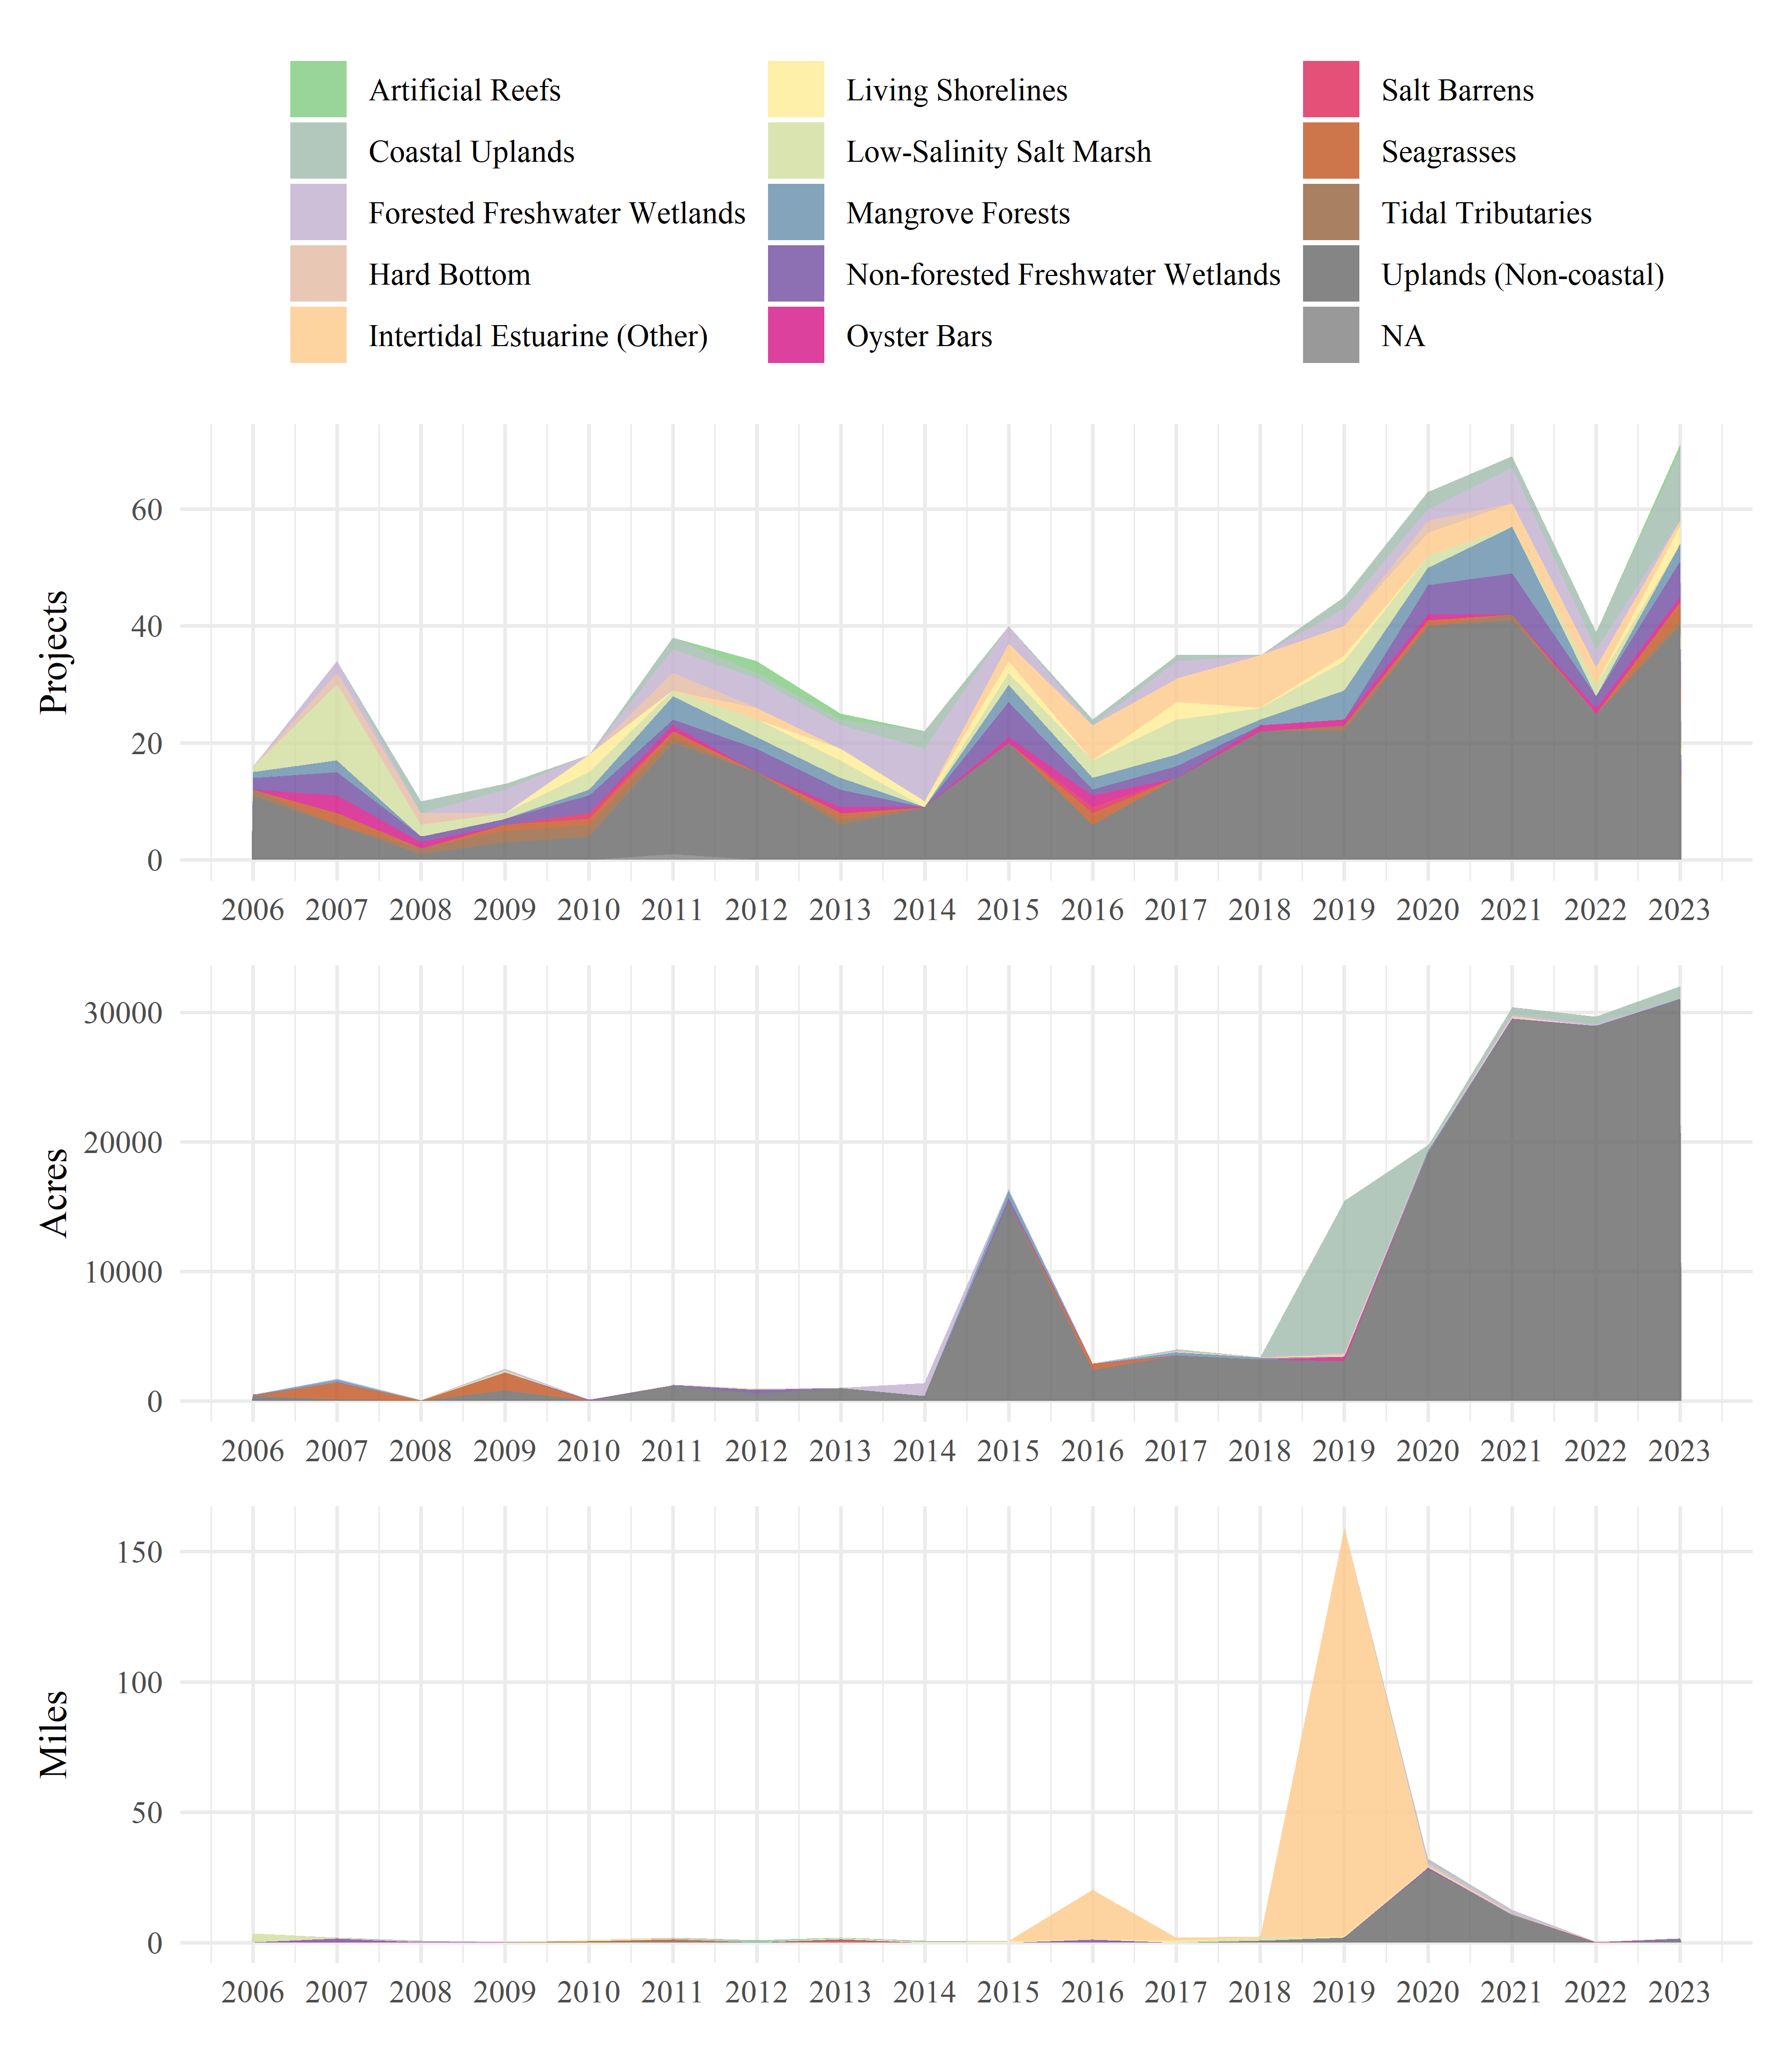 Artificial Reefs
Living Shorelines
Salt Barrens
Coastal Uplands
Low-Salinity Salt Marsh
Seagrasses
Forested Freshwater Wetlands
Mangrove Forests
Tidal Tributaries
Hard Bottom
Non-forested Freshwater Wetlands
Uplands (Non-coastal)
Intertidal Estuarine (Other)
Oyster Bars
NA
Projects
60
40
20
0
2006 2007 2008 2009 2010 2011 2012 2013 2014 2015 2016 2017 2018 2019 2020 2021 2022 2023
Acres
30000
20000
10000
0
2006 2007 2008 2009 2010 2011 2012 2013 2014 2015 2016 2017 2018 2019 2020 2021 2022 2023
Miles
150
100
50
0
2006 2007 2008 2009 2010 2011 2012 2013 2014 2015 2016 2017 2018 2019 2020 2021 2022 2023